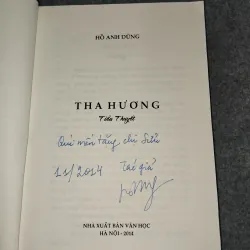 HỒ ANH DŨNG
THA HƯƠNG
Tiểu Thuyết
Quí mến tặng chị
11/2014 Tác giả
NHÀ XUẤT BẢN VĂN HỌC
HÀ NỘI - 2014